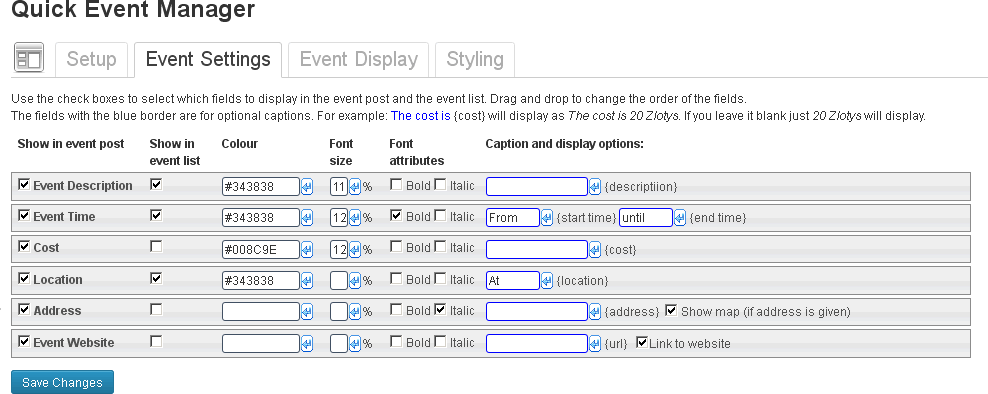 Quick Event Manager
Setup Event Settings Event Display Styling
Use the check boxes to select which fields to display in the event post and the event list. Drag and drop to change the order of the fields.
The fields with the blue border are for optional captions. For example: The cost is {cost} will display as The cost is 20 Zlotys. If you leave it blank just 20 Zlotys will display.
Show in event post Show in event list Colour Font size Font attributes Caption and display options:
Event Description #343838 11 % Bold Italic {descriptiion}
Event Time #343838 12 % Bold Italic From {start time} until {end time}
Cost #008C9E 12 % Bold Italic {cost}
Location #343838 % Bold Italic At {location}
Address % Bold Italic {address} Show map (if address is given)
Event Website % Bold Italic {url} Link to website
Save Changes